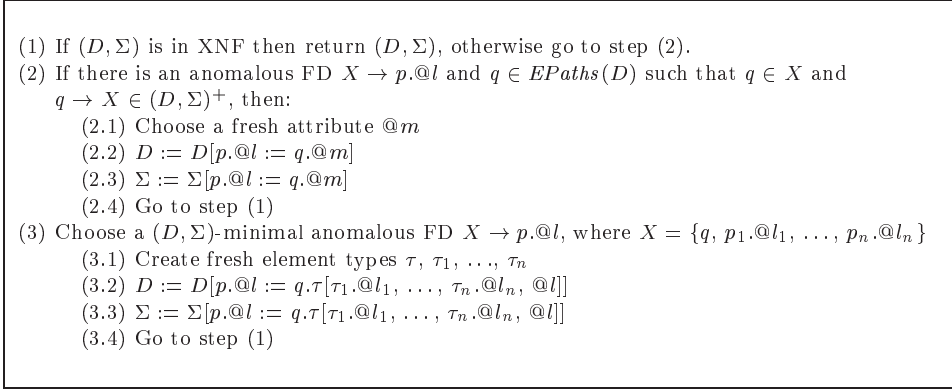 (1) If (D, Σ) is in XNF then return (D, Σ), otherwise go to step (2).
(2) If there is an anomalous FD X → p.@l and q ∈ EPaths(D) such that q ∈ X and
q → X ∈ (D, Σ)⁺, then:
(2.1) Choose a fresh attribute @m
(2.2) D := D[p.@l := q.@m]
(2.3) Σ := Σ[p.@l := q.@m]
(2.4) Go to step (1)
(3) Choose a (D, Σ)-minimal anomalous FD X → p.@l, where X = {q, p₁.@l₁, ..., pₙ.@lₙ}
(3.1) Create fresh element types τ, τ₁, ..., τₙ
(3.2) D := D[p.@l := q.τ[τ₁.@l₁, ..., τₙ.@lₙ, @l]]
(3.3) Σ := Σ[p.@l := q.τ[τ₁.@l₁, ..., τₙ.@lₙ, @l]]
(3.4) Go to step (1)